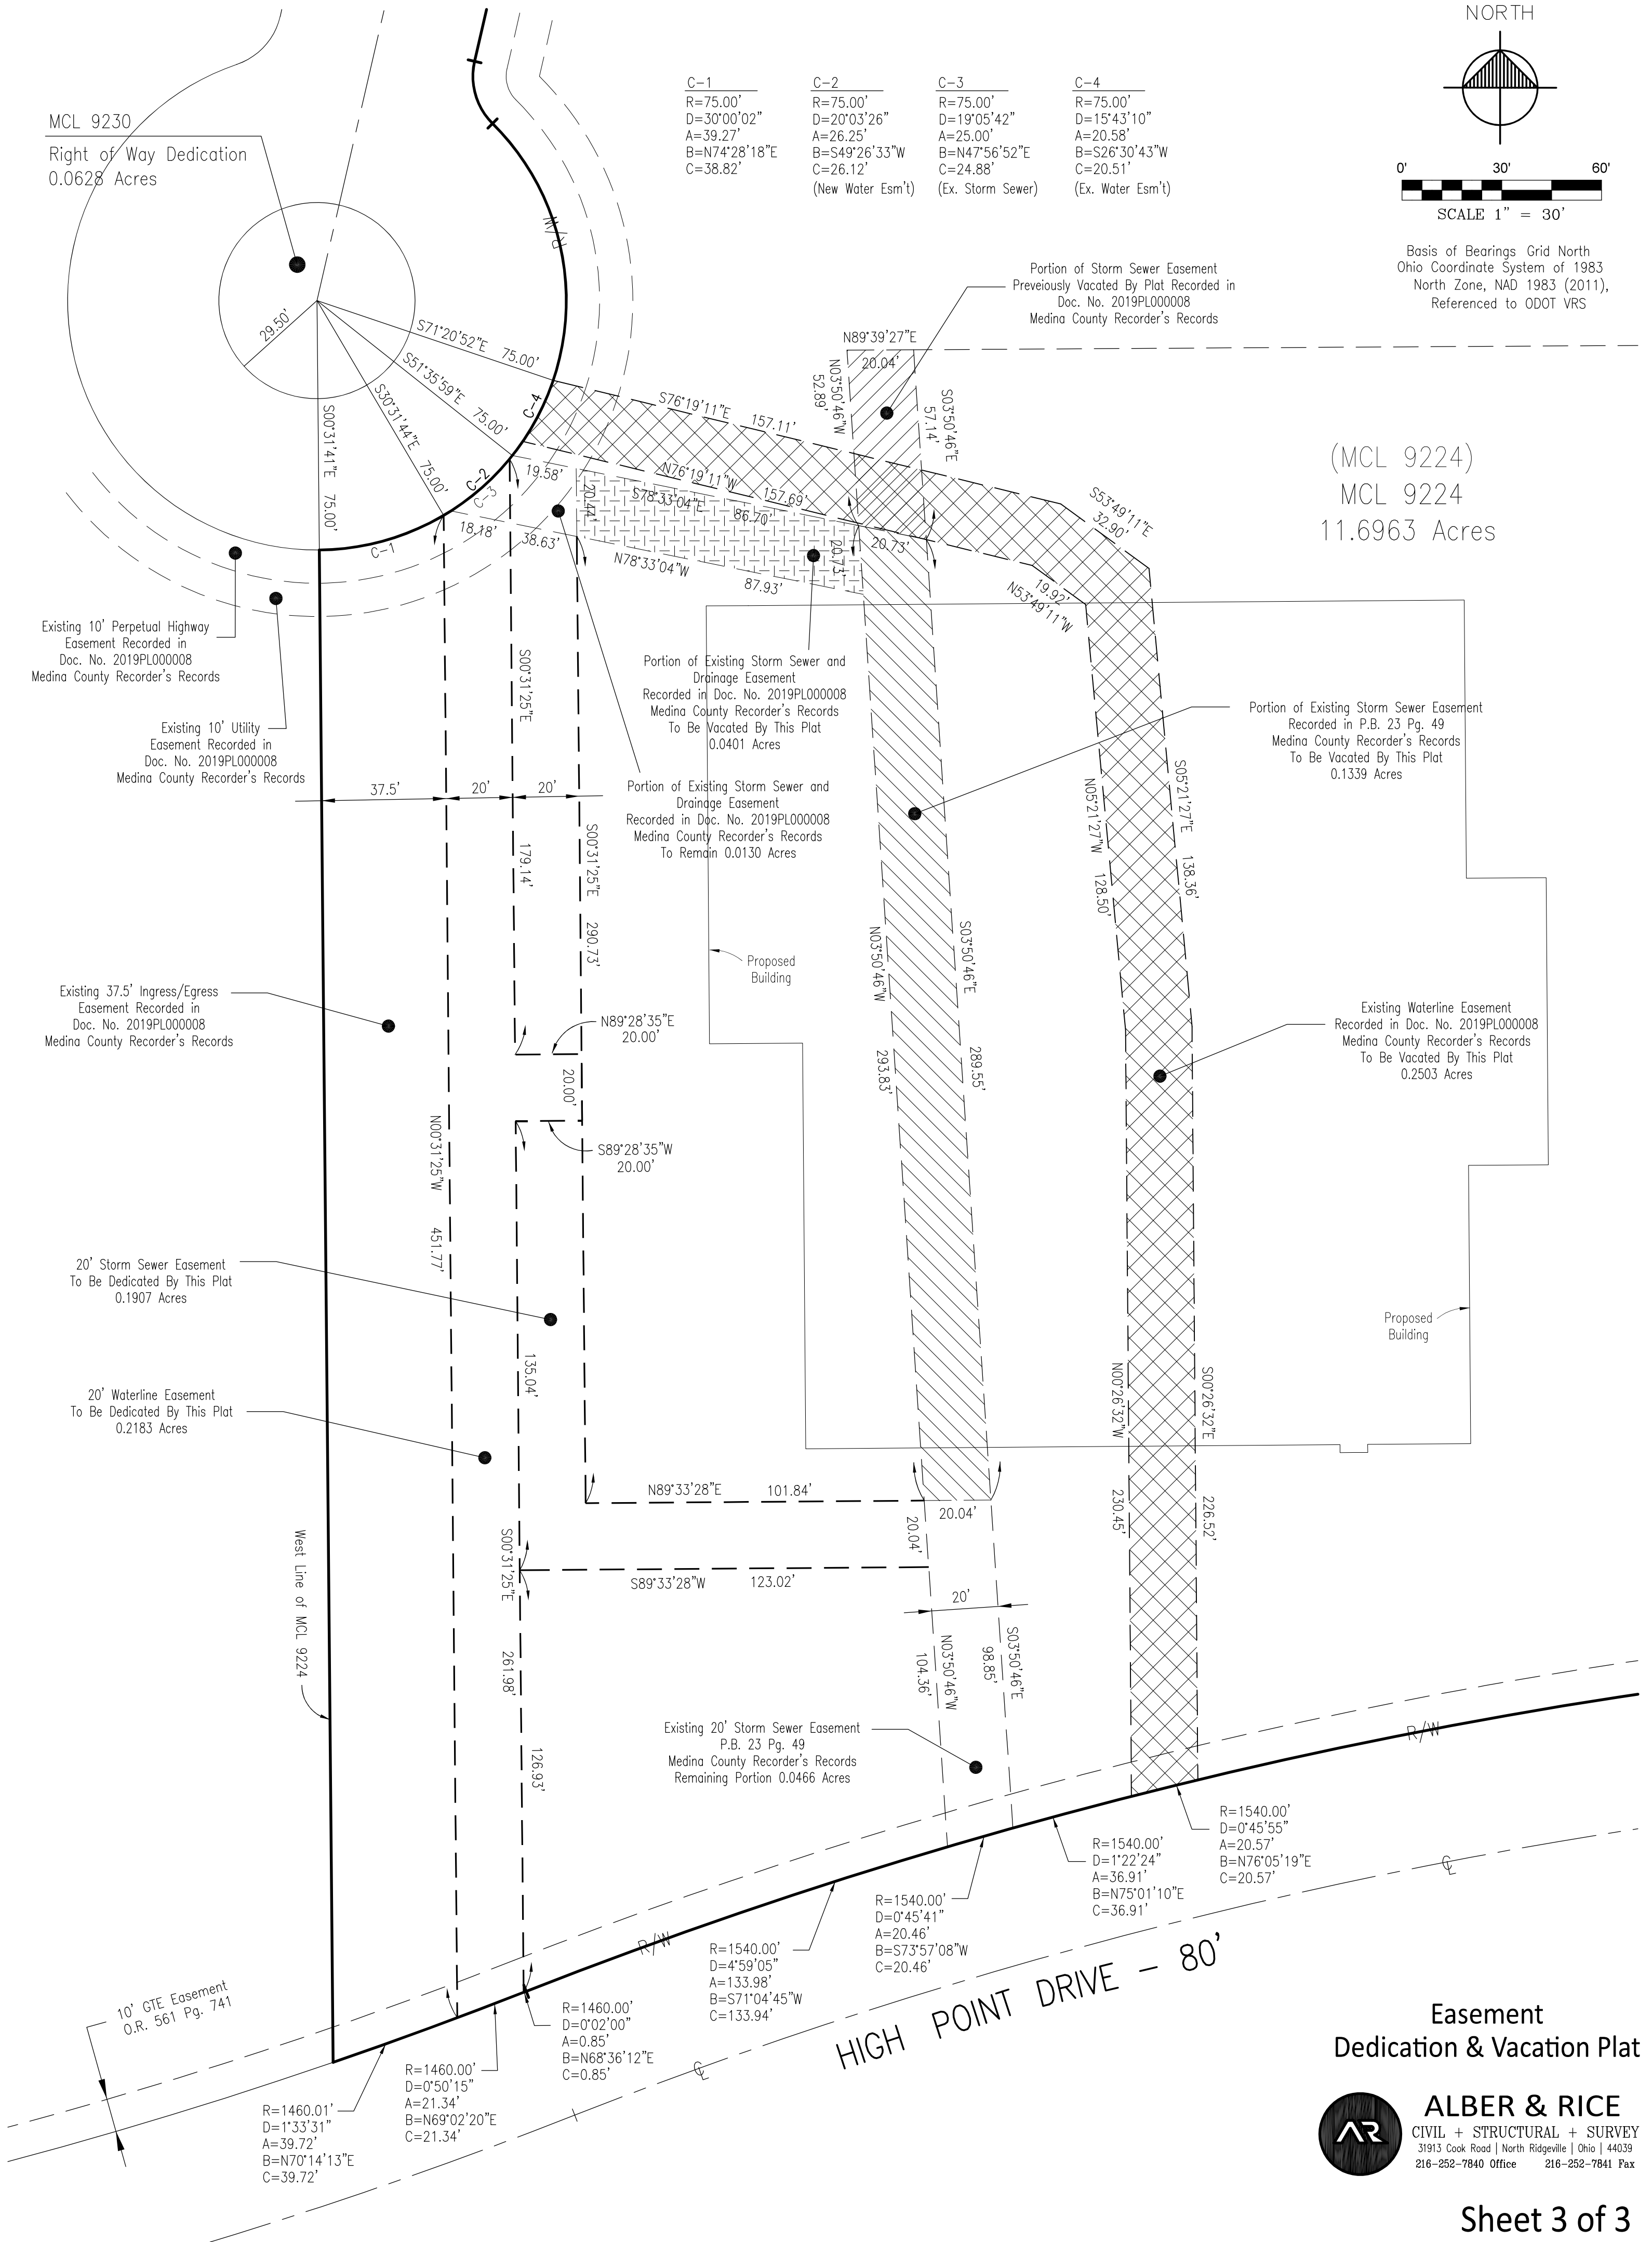 NORTH
0' 30' 60'
SCALE 1" = 30'
Basis of Bearings Grid North
Ohio Coordinate System of 1983
North Zone, NAD 1983 (2011),
Referenced to ODOT VRS
MCL 9230
Right of Way Dedication
0.0628 Acres
C-1
R=75.00'
D=30°00'02"
A=39.27'
B=N74°28'18"E
C=38.82'
C-2
R=75.00'
D=20°03'26"
A=26.25'
B=S49°26'33"W
C=26.12'
(New Water Esm't)
C-3
R=75.00'
D=19°05'42"
A=25.00'
B=N47°56'52"E
C=24.88'
(Ex. Storm Sewer)
C-4
R=75.00'
D=15°43'10"
A=20.58'
B=S26°30'43"W
C=20.51'
(Ex. Water Esm't)
R/W
29.50'
S71°20'52"E 75.00'
S51°35'59"E 75.00'
S30°31'44"E 75.00'
S00°31'41"E 75.00'
C-4
C-2
C-3
C-1
Portion of Storm Sewer Easement
Preveiously Vacated By Plat Recorded in
Doc. No. 2019PL000008
Medina County Recorder's Records
N89°39'27"E
20.04'
N03°50'46"W
52.89'
S03°50'46"E
57.14'
S76°19'11"E 157.11'
N76°19'11"W 157.69'
19.58'
S78°33'04"E 86.70'
20.44'
18.18'
38.63'
N78°33'04"W 87.93'
20.73'
20.73'
S53°49'11"E
32.90'
19.92'
N53°49'11"W
(MCL 9224)
MCL 9224
11.6963 Acres
Existing 10' Perpetual Highway
Easement Recorded in
Doc. No. 2019PL000008
Medina County Recorder's Records
Existing 10' Utility
Easement Recorded in
Doc. No. 2019PL000008
Medina County Recorder's Records
Portion of Existing Storm Sewer and
Drainage Easement
Recorded in Doc. No. 2019PL000008
Medina County Recorder's Records
To Be Vacated By This Plat
0.0401 Acres
Portion of Existing Storm Sewer and
Drainage Easement
Recorded in Doc. No. 2019PL000008
Medina County Recorder's Records
To Remain 0.0130 Acres
Portion of Existing Storm Sewer Easement
Recorded in P.B. 23 Pg. 49
Medina County Recorder's Records
To Be Vacated By This Plat
0.1339 Acres
37.5' 20' 20'
S00°31'25"E
179.14'
S00°31'25"E 290.73'
N05°21'27"W 128.50'
S05°21'27"E 138.36'
Proposed
Building
N03°50'46"W 293.83'
S03°50'46"E 289.55'
Existing 37.5' Ingress/Egress
Easement Recorded in
Doc. No. 2019PL000008
Medina County Recorder's Records
N89°28'35"E
20.00'
20.00'
S89°28'35"W
20.00'
Existing Waterline Easement
Recorded in Doc. No. 2019PL000008
Medina County Recorder's Records
To Be Vacated By This Plat
0.2503 Acres
N00°31'25"W 451.77'
20' Storm Sewer Easement
To Be Dedicated By This Plat
0.1907 Acres
20' Waterline Easement
To Be Dedicated By This Plat
0.2183 Acres
135.04'
Proposed
Building
N00°26'32"W 230.45'
S00°26'32"E 226.52'
N89°33'28"E 101.84'
20.04'
20.04'
S89°33'28"W 123.02'
20'
West Line of MCL 9224
S00°31'25"E 261.98'
126.93'
N03°50'46"W
104.36'
S03°50'46"E
98.85'
Existing 20' Storm Sewer Easement
P.B. 23 Pg. 49
Medina County Recorder's Records
Remaining Portion 0.0466 Acres
R/W
R/W
R=1540.00'
D=0°45'55"
A=20.57'
B=N76°05'19"E
C=20.57'
R=1540.00'
D=1°22'24"
A=36.91'
B=N75°01'10"E
C=36.91'
R=1540.00'
D=0°45'41"
A=20.46'
B=S73°57'08"W
C=20.46'
R=1540.00'
D=4°59'05"
A=133.98'
B=S71°04'45"W
C=133.94'
R=1460.00'
D=0°02'00"
A=0.85'
B=N68°36'12"E
C=0.85'
R=1460.00'
D=0°50'15"
A=21.34'
B=N69°02'20"E
C=21.34'
R=1460.01'
D=1°33'31"
A=39.72'
B=N70°14'13"E
C=39.72'
10' GTE Easement
O.R. 561 Pg. 741
HIGH POINT DRIVE - 80'
Easement
Dedication & Vacation Plat
AR
ALBER & RICE
CIVIL + STRUCTURAL + SURVEY
31913 Cook Road | North Ridgeville | Ohio | 44039
216-252-7840 Office 216-252-7841 Fax
Sheet 3 of 3